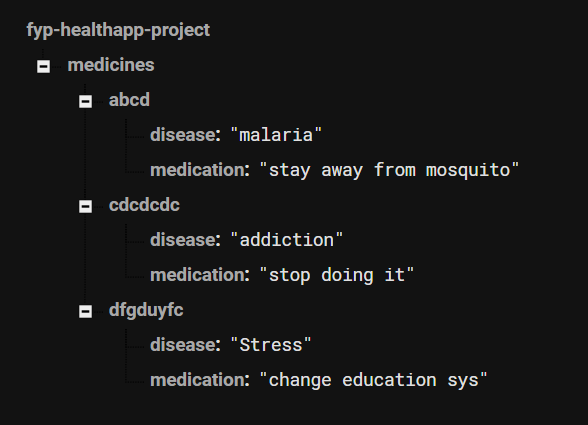 fyp-healthapp-project
medicines
abcd
disease: "malaria"
medication: "stay away from mosquito"
cdcdcdc
disease: "addiction"
medication: "stop doing it"
dfgduyfc
disease: "Stress"
medication: "change education sys"